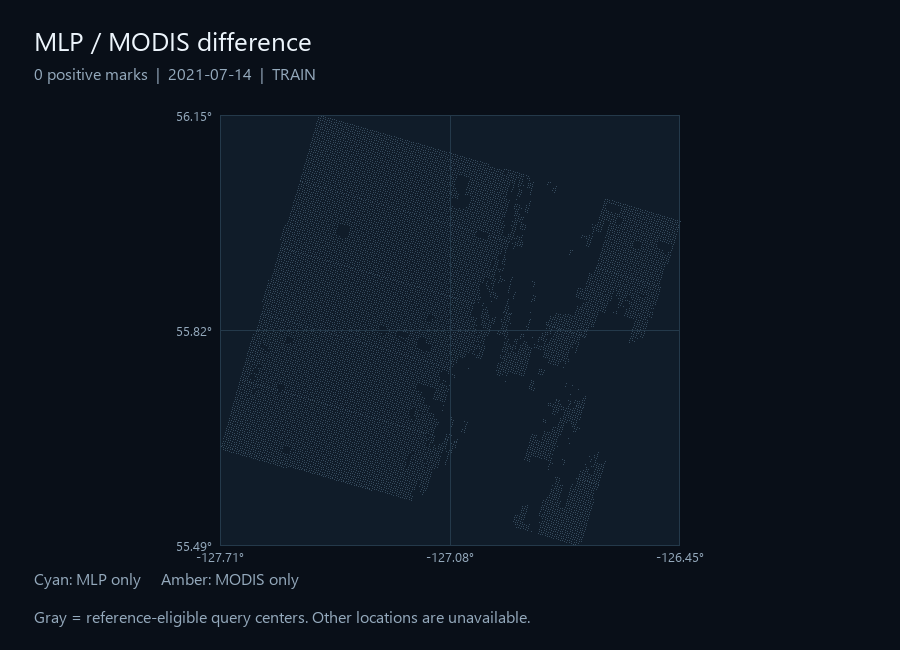 MLP / MODIS difference
0 positive marks | 2021-07-14 | TRAIN
56.15°
55.82°
55.49°
-127.71° -127.08° -126.45°
Cyan: MLP only Amber: MODIS only
Gray = reference-eligible query centers. Other locations are unavailable.